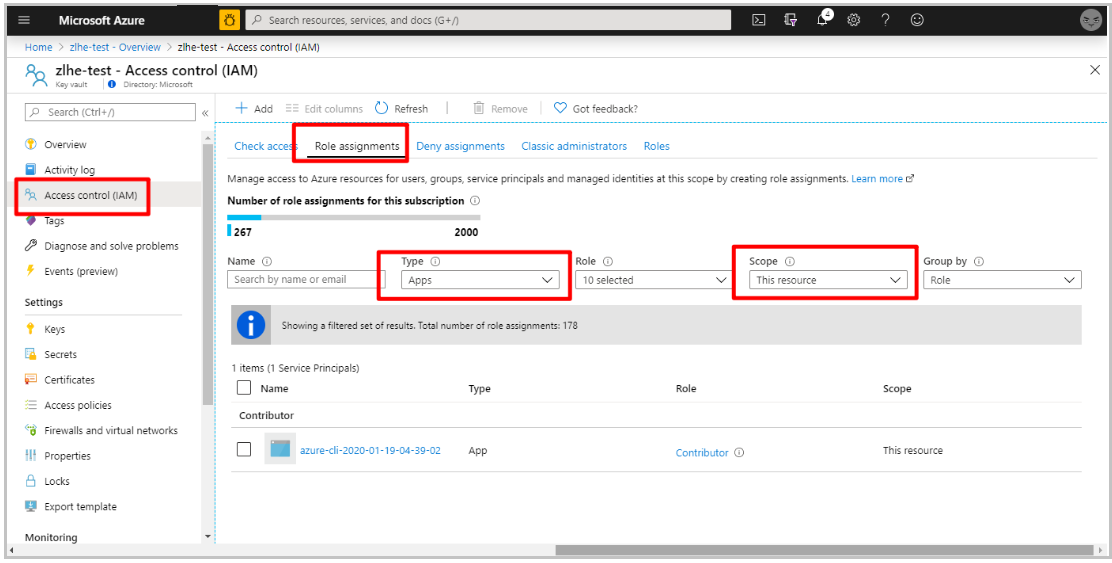 Microsoft Azure
Search resources, services, and docs (G+/)
4
Home > zlhe-test - Overview > zlhe-test - Access control (IAM)
zlhe-test - Access control (IAM)
Key vault | Directory: Microsoft
Search (Ctrl+/)
Overview
Activity log
Access control (IAM)
Tags
Diagnose and solve problems
Events (preview)
Settings
Keys
Secrets
Certificates
Access policies
Firewalls and virtual networks
Properties
Locks
Export template
Monitoring
Add Edit columns Refresh Remove Got feedback?
Check access Role assignments Deny assignments Classic administrators Roles
Manage access to Azure resources for users, groups, service principals and managed identities at this scope by creating role assignments. Learn more
Number of role assignments for this subscription
267 2000
Name Type Role Scope Group by
Search by name or email Apps 10 selected This resource Role
Showing a filtered set of results. Total number of role assignments: 178
1 items (1 Service Principals)
Name Type Role Scope
Contributor
azure-cli-2020-01-19-04-39-02 App Contributor This resource